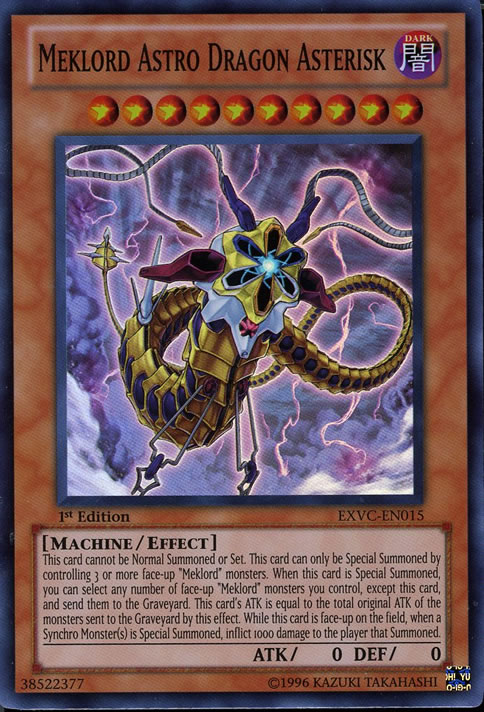 MEKLORD ASTRO DRAGON ASTERISK
DARK
闇
1st Edition
EXVC-EN015
[MACHINE/EFFECT]
This card cannot be Normal Summoned or Set. This card can only be Special Summoned by
controlling 3 or more face-up "Meklord" monsters. When this card is Special Summoned,
you can select any number of face-up "Meklord" monsters you control, except this card,
and send them to the Graveyard. This card's ATK is equal to the total original ATK of the
monsters sent to the Graveyard by this effect. While this card is face-up on the field, when a
Synchro Monster(s) is Special Summoned, inflict 1000 damage to the player that Summoned.
ATK/ 0 DEF/ 0
38522377
©1996 KAZUKI TAKAHASHI